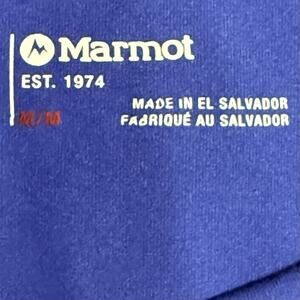 Marmot
EST. 1974
MADE IN EL SALVADOR
M/M
FABRIQUÉ AU SALVADOR